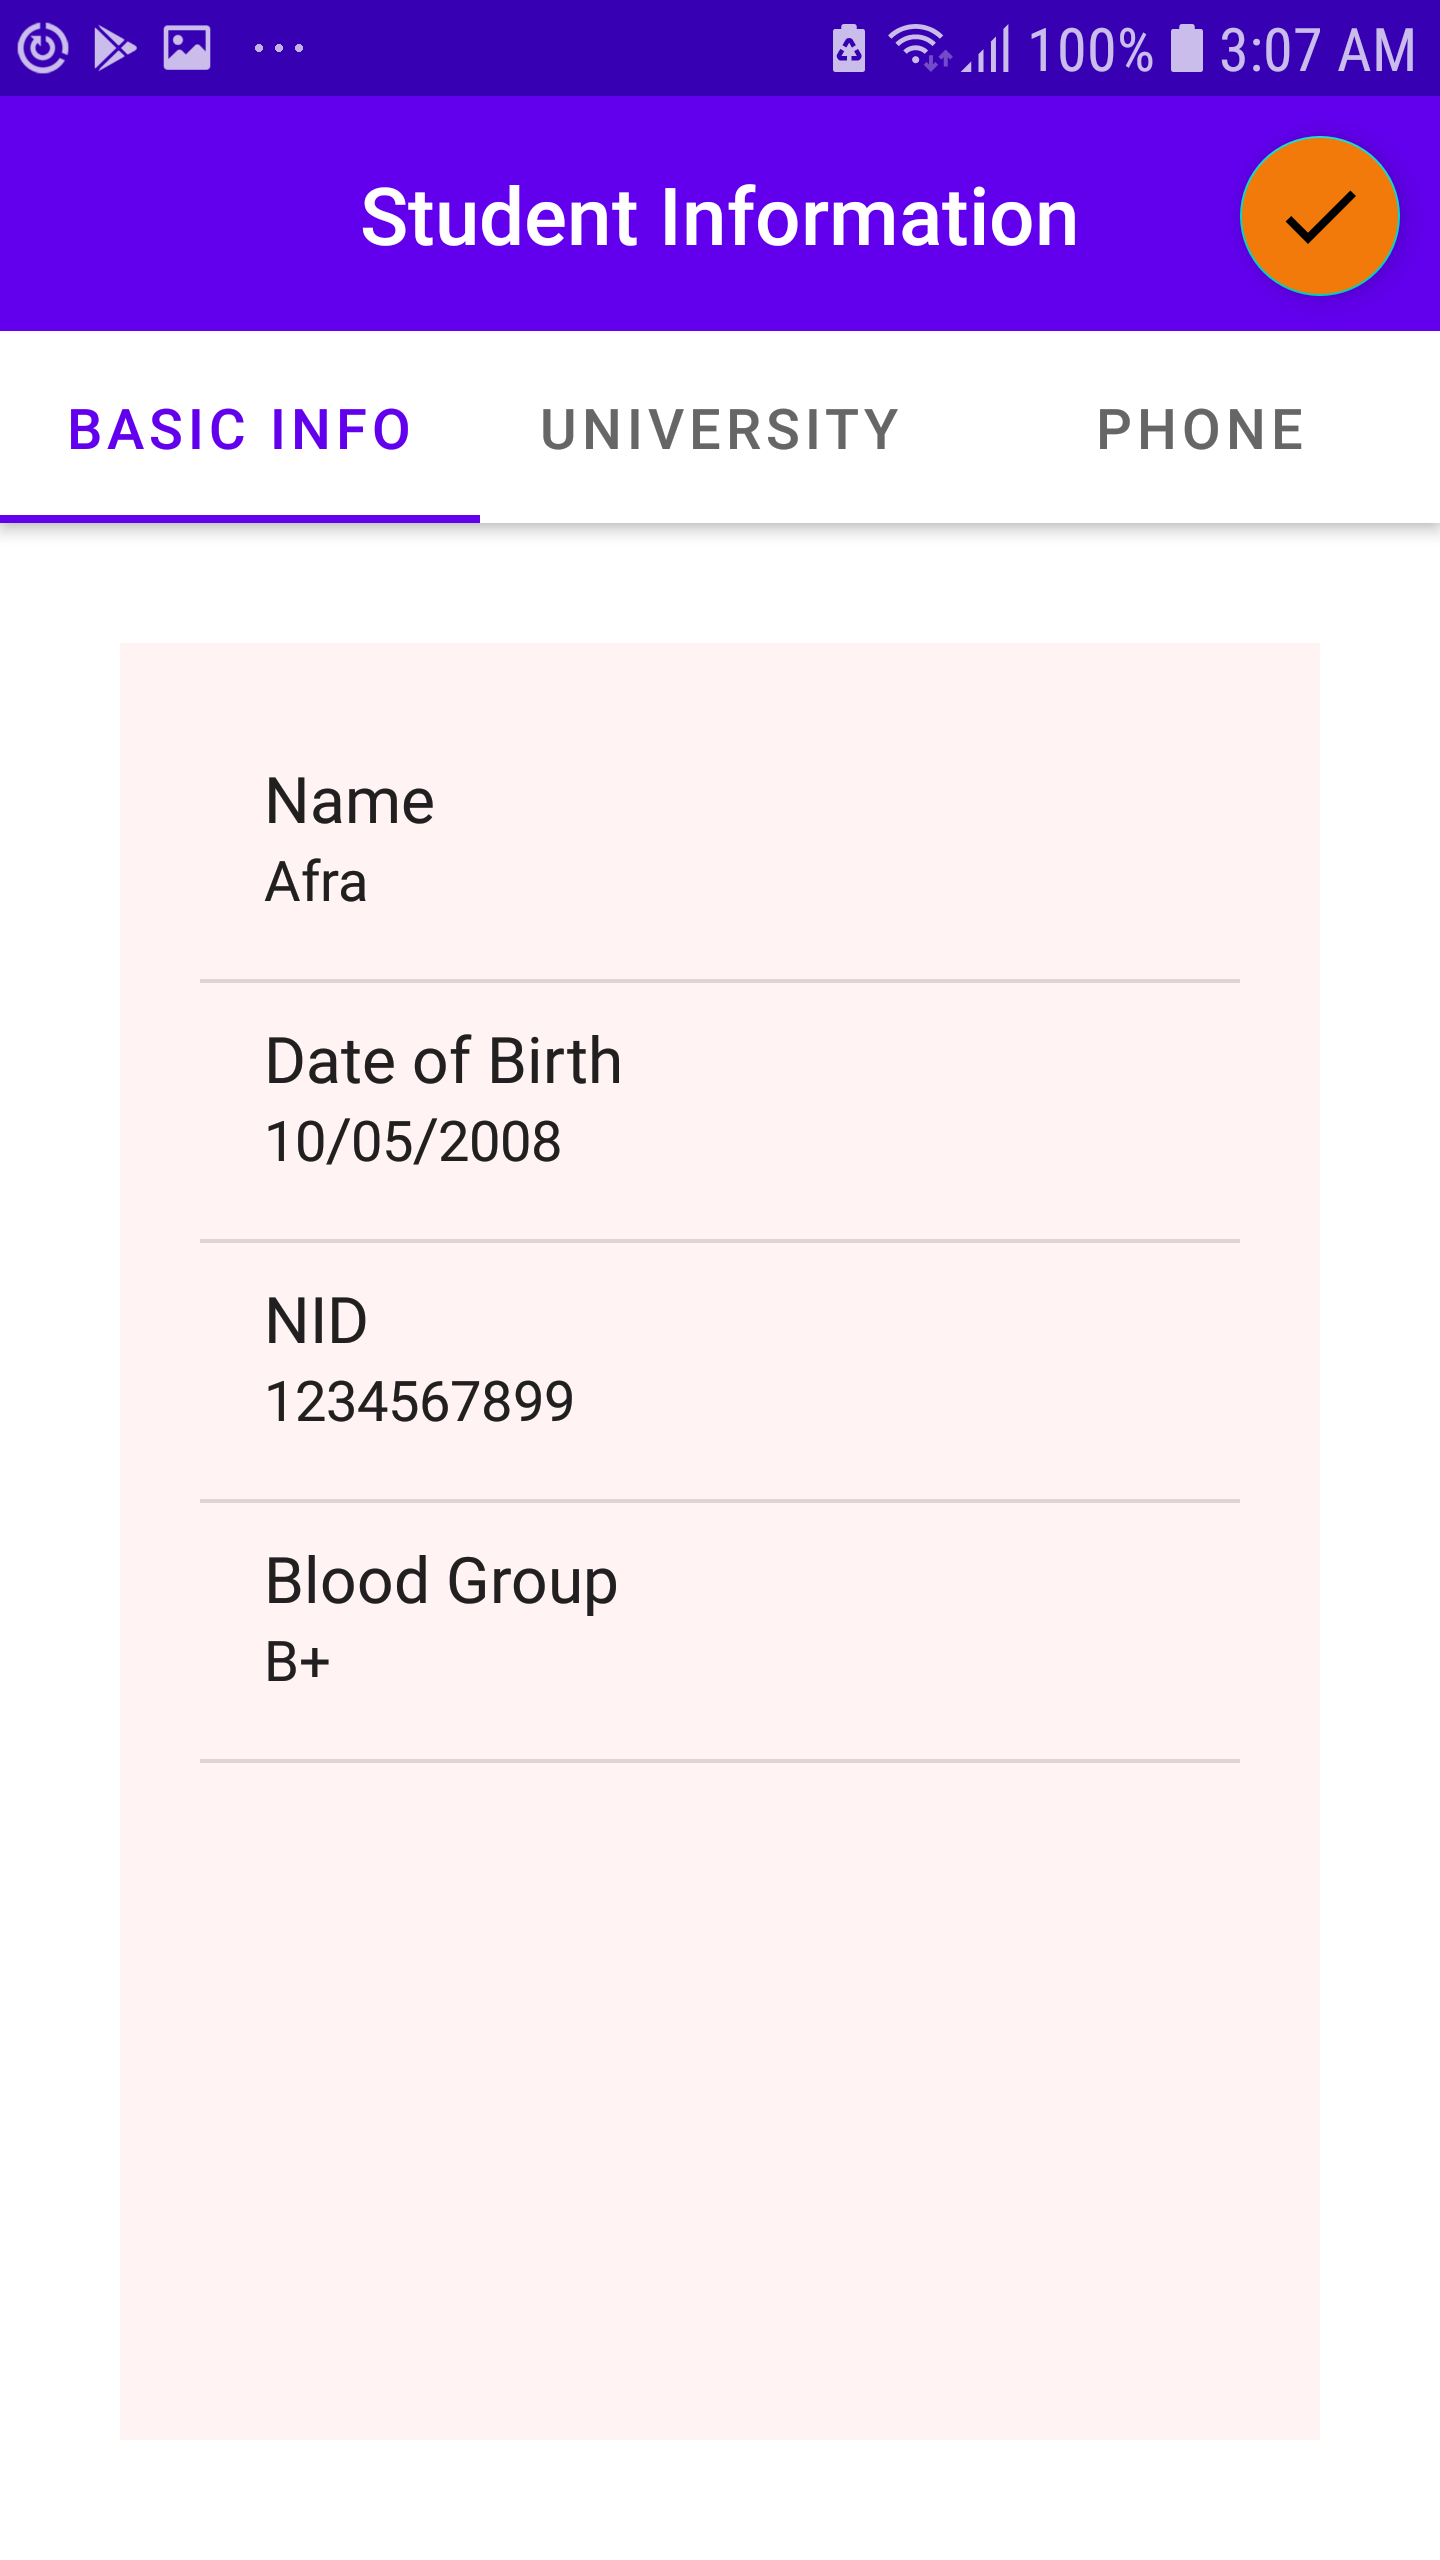 100% 3:07 AM
Student Information
BASIC INFO UNIVERSITY PHONE
Name
Afra
Date of Birth
10/05/2008
NID
1234567899
Blood Group
B+